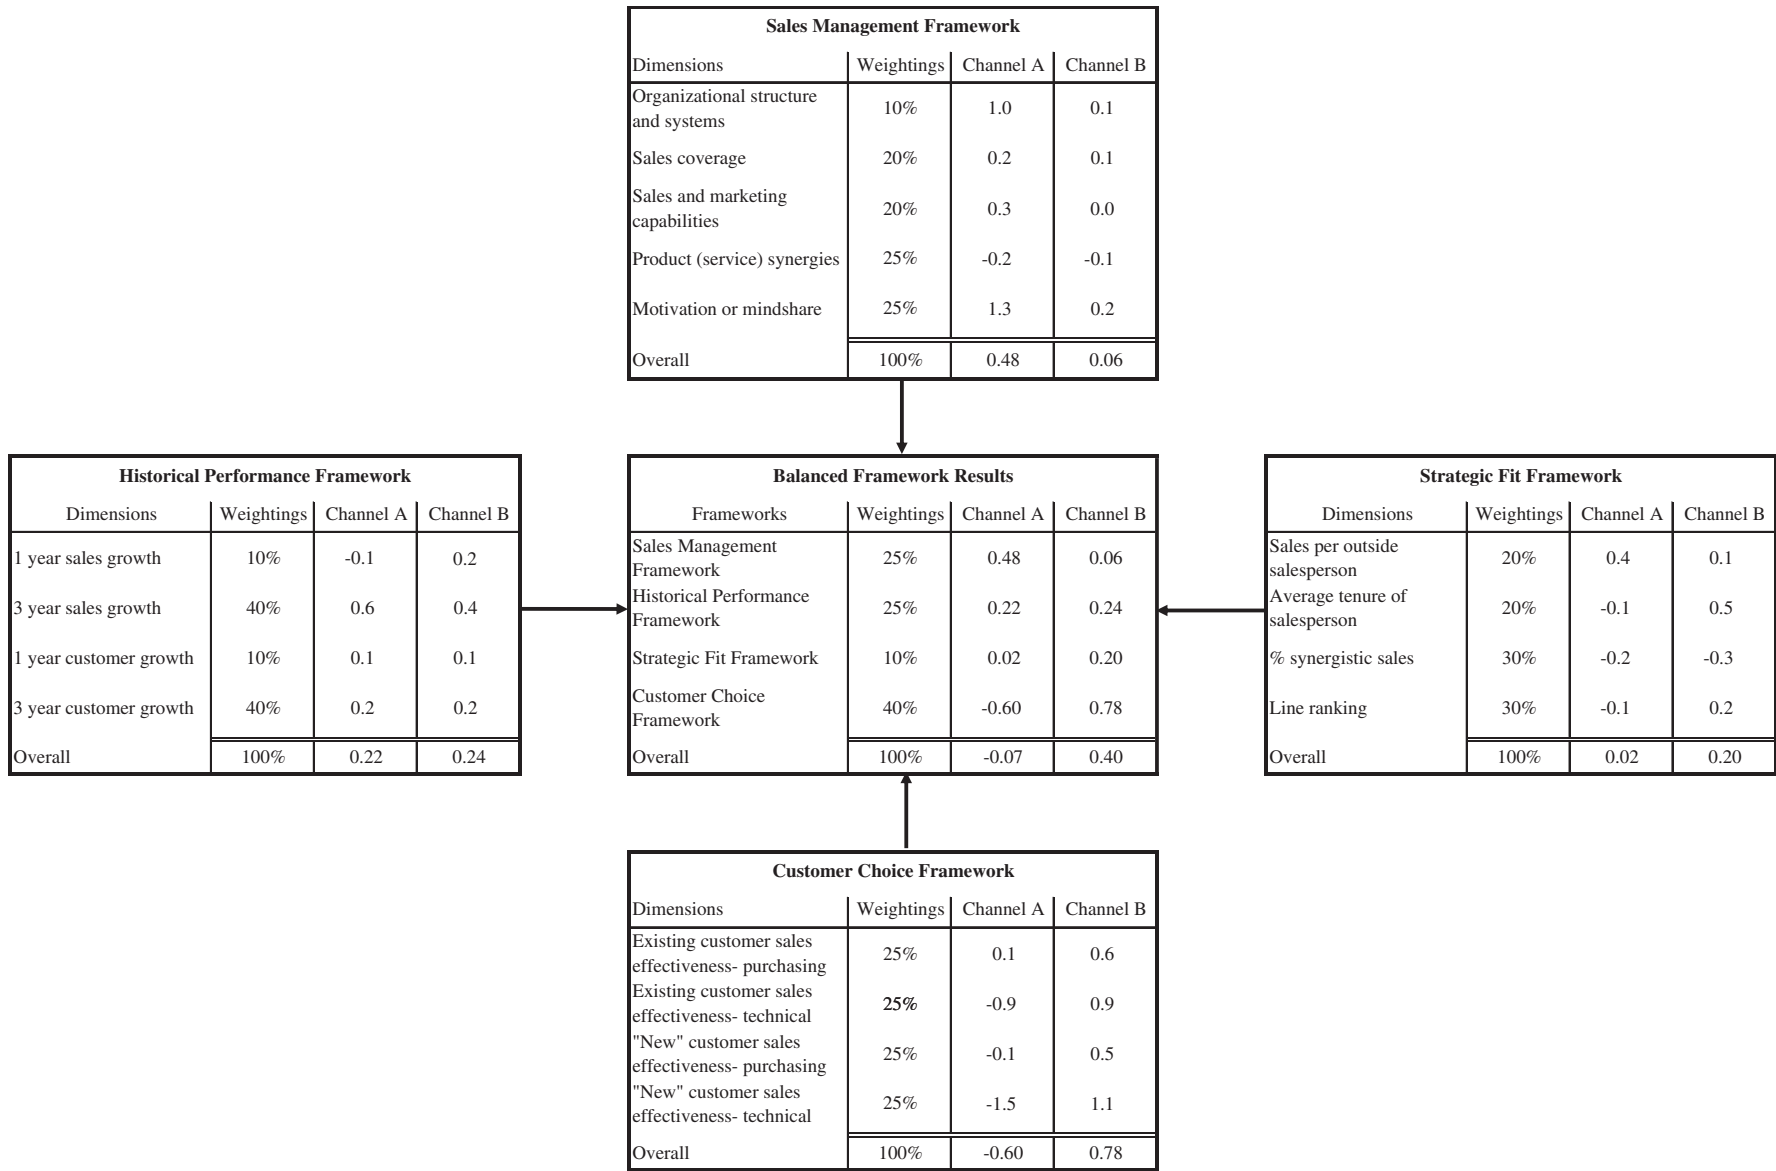 Sales Management Framework
Dimensions Weightings Channel A Channel B
Organizational structure
and systems 10% 1.0 0.1
Sales coverage 20% 0.2 0.1
Sales and marketing
capabilities 20% 0.3 0.0
Product (service) synergies 25% -0.2 -0.1
Motivation or mindshare 25% 1.3 0.2
Overall 100% 0.48 0.06
Historical Performance Framework
Dimensions Weightings Channel A Channel B
1 year sales growth 10% -0.1 0.2
3 year sales growth 40% 0.6 0.4
1 year customer growth 10% 0.1 0.1
3 year customer growth 40% 0.2 0.2
Overall 100% 0.22 0.24
Balanced Framework Results
Frameworks Weightings Channel A Channel B
Sales Management
Framework 25% 0.48 0.06
Historical Performance
Framework 25% 0.22 0.24
Strategic Fit Framework 10% 0.02 0.20
Customer Choice
Framework 40% -0.60 0.78
Overall 100% -0.07 0.40
Strategic Fit Framework
Dimensions Weightings Channel A Channel B
Sales per outside
salesperson 20% 0.4 0.1
Average tenure of
salesperson 20% -0.1 0.5
% synergistic sales 30% -0.2 -0.3
Line ranking 30% -0.1 0.2
Overall 100% 0.02 0.20
Customer Choice Framework
Dimensions Weightings Channel A Channel B
Existing customer sales
effectiveness- purchasing 25% 0.1 0.6
Existing customer sales
effectiveness- technical 25% -0.9 0.9
"New" customer sales
effectiveness- purchasing 25% -0.1 0.5
"New" customer sales
effectiveness- technical 25% -1.5 1.1
Overall 100% -0.60 0.78